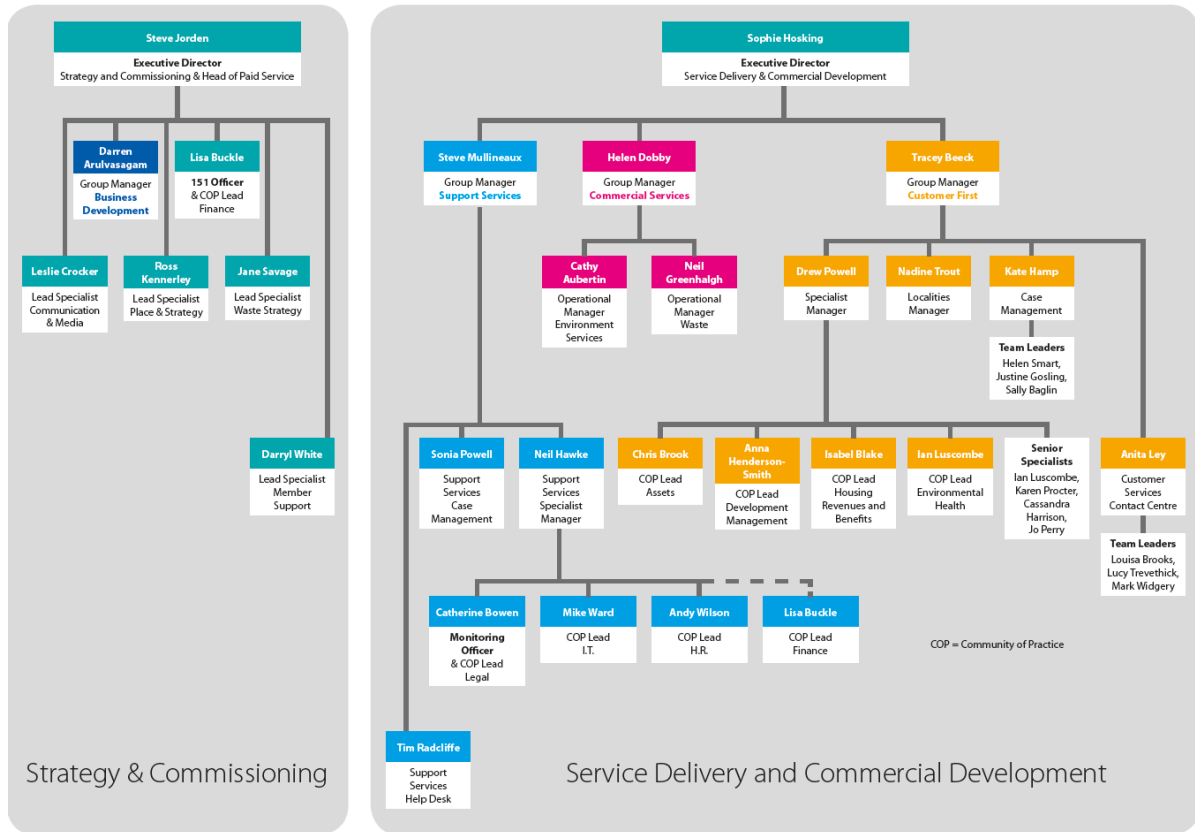 Steve Jorden
Executive Director
Strategy and Commissioning & Head of Paid Service
Darren
Arulvasagam
Group Manager
Business
Development
Lisa Buckle
151 Officer
& COP Lead
Finance
Leslie Crocker
Lead Specialist
Communication
& Media
Ross
Kennerley
Lead Specialist
Place & Strategy
Jane Savage
Lead Specialist
Waste Strategy
Darryl White
Lead Specialist
Member
Support
Strategy & Commissioning
Sophie Hosking
Executive Director
Service Delivery & Commercial Development
Steve Mullineaux
Group Manager
Support Services
Helen Dobby
Group Manager
Commercial Services
Tracey Beeck
Group Manager
Customer First
Cathy
Aubertin
Operational
Manager
Environment
Services
Neil
Greenhalgh
Operational
Manager
Waste
Drew Powell
Specialist
Manager
Nadine Trout
Localities
Manager
Kate Hamp
Case
Management
Team Leaders
Helen Smart,
Justine Gosling,
Sally Baglin
Sonia Powell
Support
Services
Case
Management
Neil Hawke
Support
Services
Specialist
Manager
Chris Brook
COP Lead
Assets
Anna
Henderson-
Smith
COP Lead
Development
Management
Isabel Blake
COP Lead
Housing
Revenues and
Benefits
Ian Luscombe
COP Lead
Environmental
Health
Senior
Specialists
Ian Luscombe,
Karen Procter,
Cassandra
Harrison,
Jo Perry
Anita Ley
Customer
Services
Contact Centre
Team Leaders
Louisa Brooks,
Lucy Trevethick,
Mark Widgery
Catherine Bowen
Monitoring
Officer
& COP Lead
Legal
Mike Ward
COP Lead
I.T.
Andy Wilson
COP Lead
H.R.
Lisa Buckle
COP Lead
Finance
COP = Community of Practice
Tim Radcliffe
Support
Services
Help Desk
Service Delivery and Commercial Development